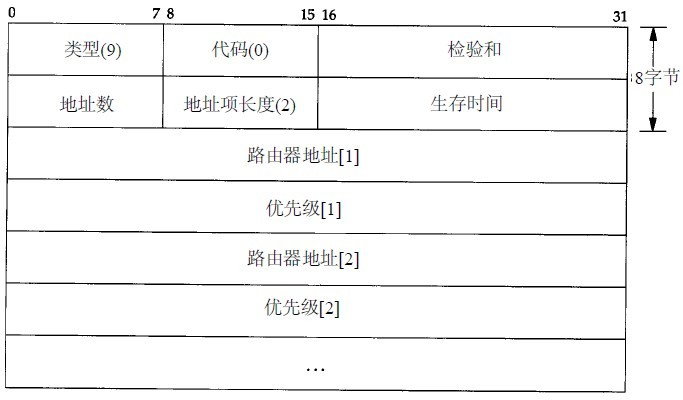 0 7 8 15 16 31
类型(9) 代码(0) 检验和
8字节
地址数 地址项长度(2) 生存时间
路由器地址[1]
优先级[1]
路由器地址[2]
优先级[2]
...